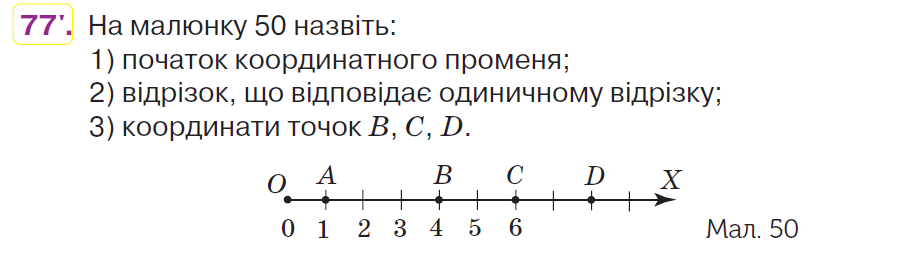 77'. На малюнку 50 назвіть:
1) початок координатного променя;
2) відрізок, що відповідає одиничному відрізку;
3) координати точок B, C, D.
O A B C D X
0 1 2 3 4 5 6 Мал. 50